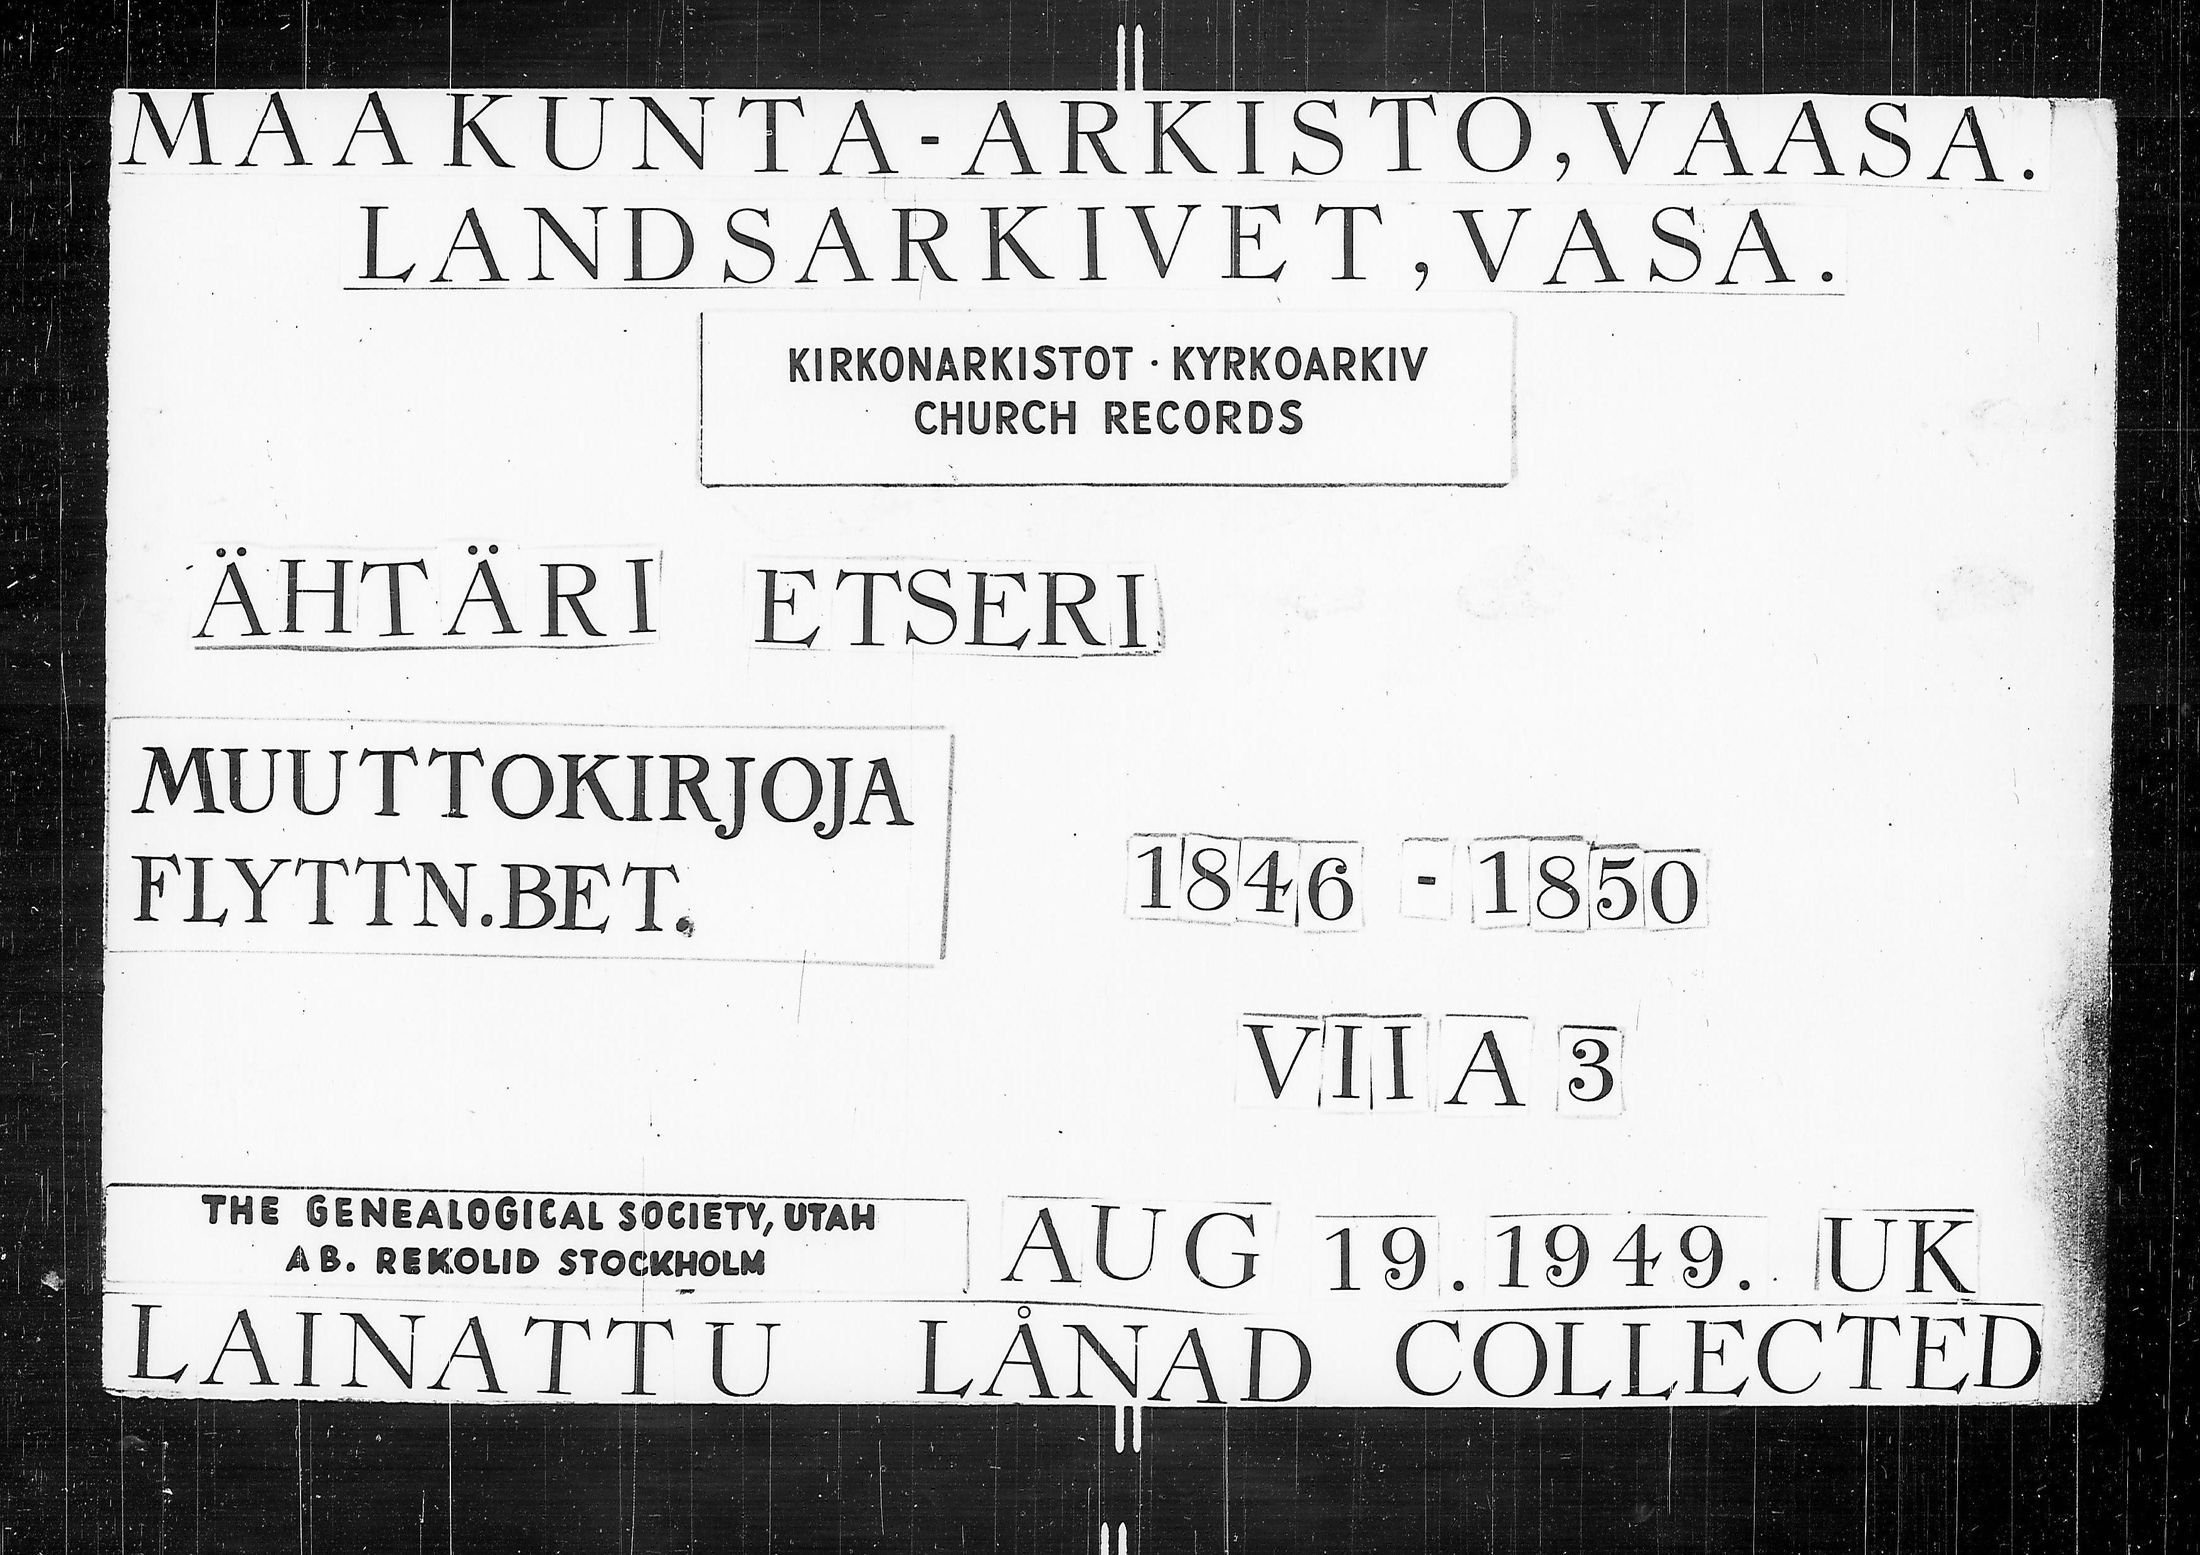 MAAKUNTA-ARKISTO,VAASA.
LANDSARKIVET,VASA.
KIRKONARKISTOT · KYRKOARKIV
CHURCH RECORDS
ÄHTÄRI ETSERI
MUUTTOKIRJOJA
FLYTTN.BET.
1846 - 1850
VII A 3
THE GENEALOGICAL SOCIETY, UTAH
AB. REKOLID STOCKHOLM
AUG 19. 1949. UK
LAINATTU LÅNAD COLLECTED